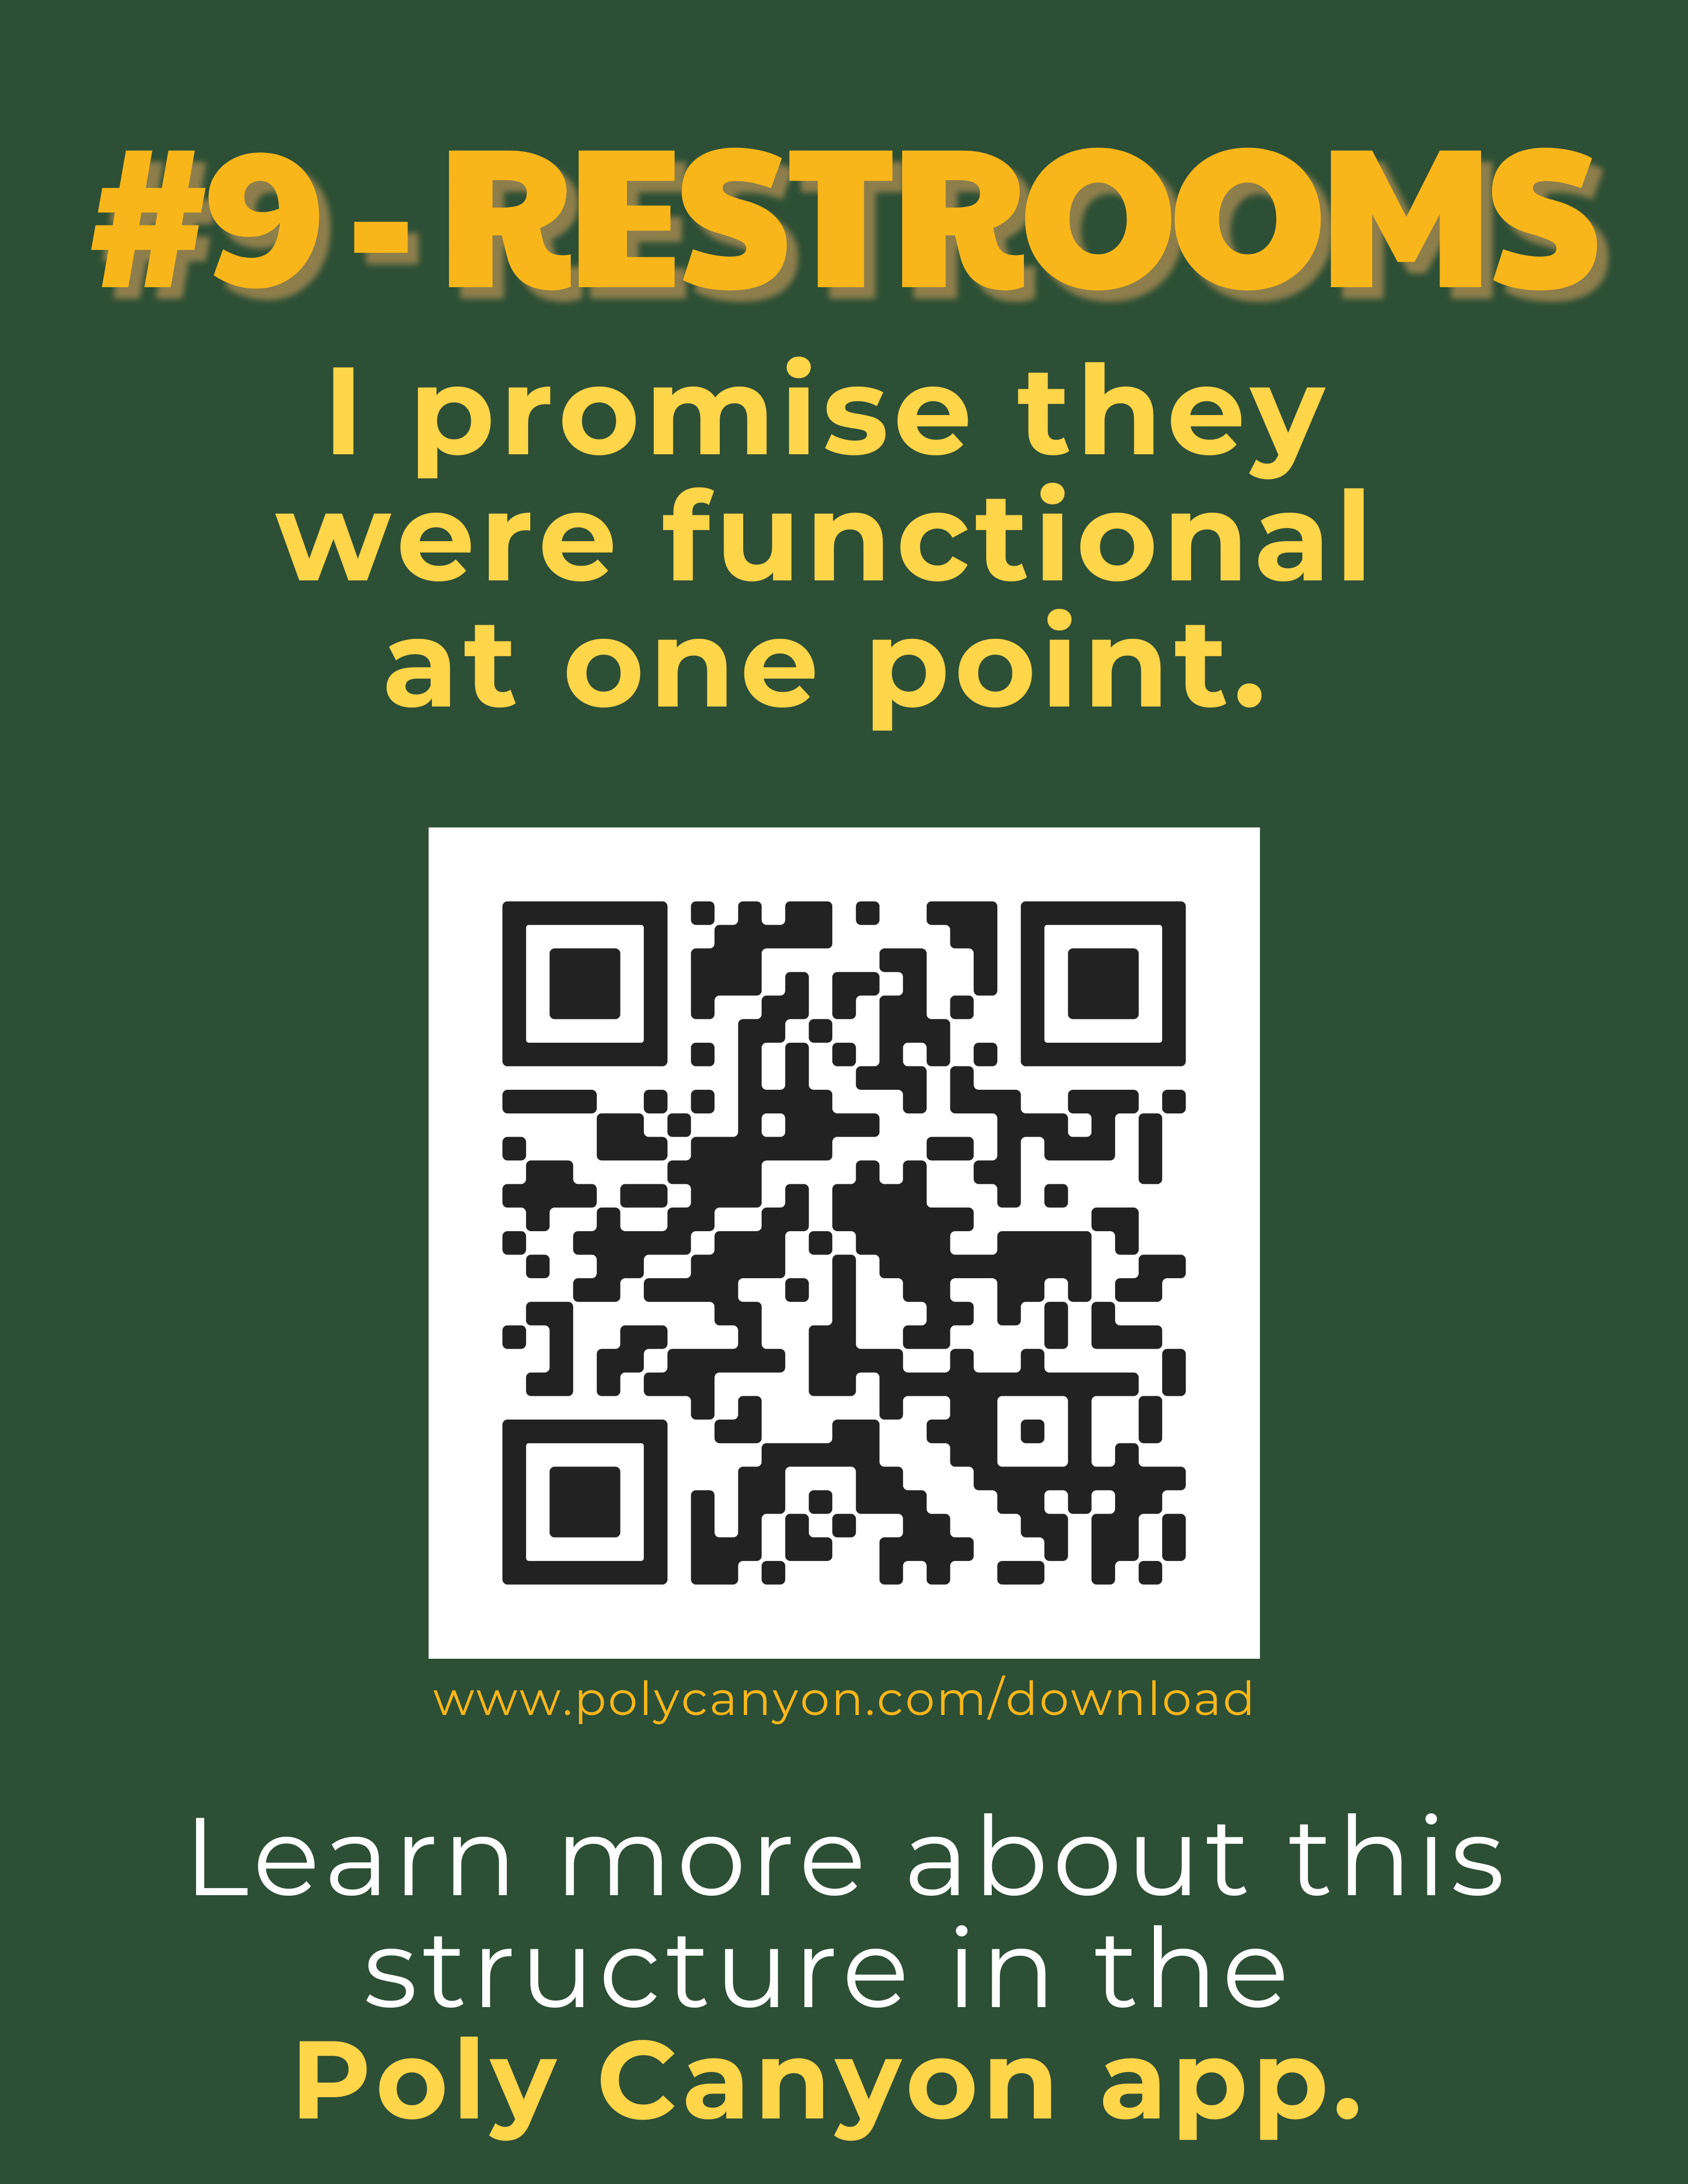 #9 - RESTROOMS
I promise they
were functional
at one point.
www.polycanyon.com/download
Learn more about this
structure in the
Poly Canyon app.